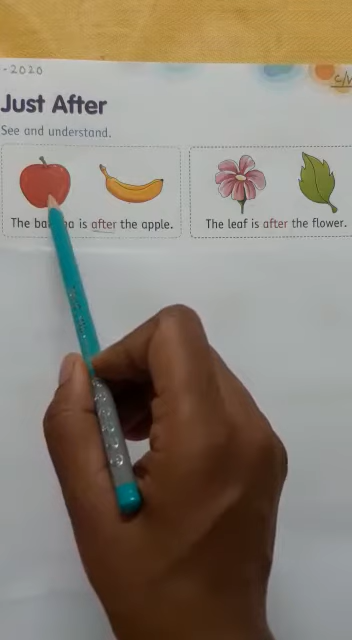 - 2020
Just After
See and understand.
The is after the apple.
The leaf is after the flower.